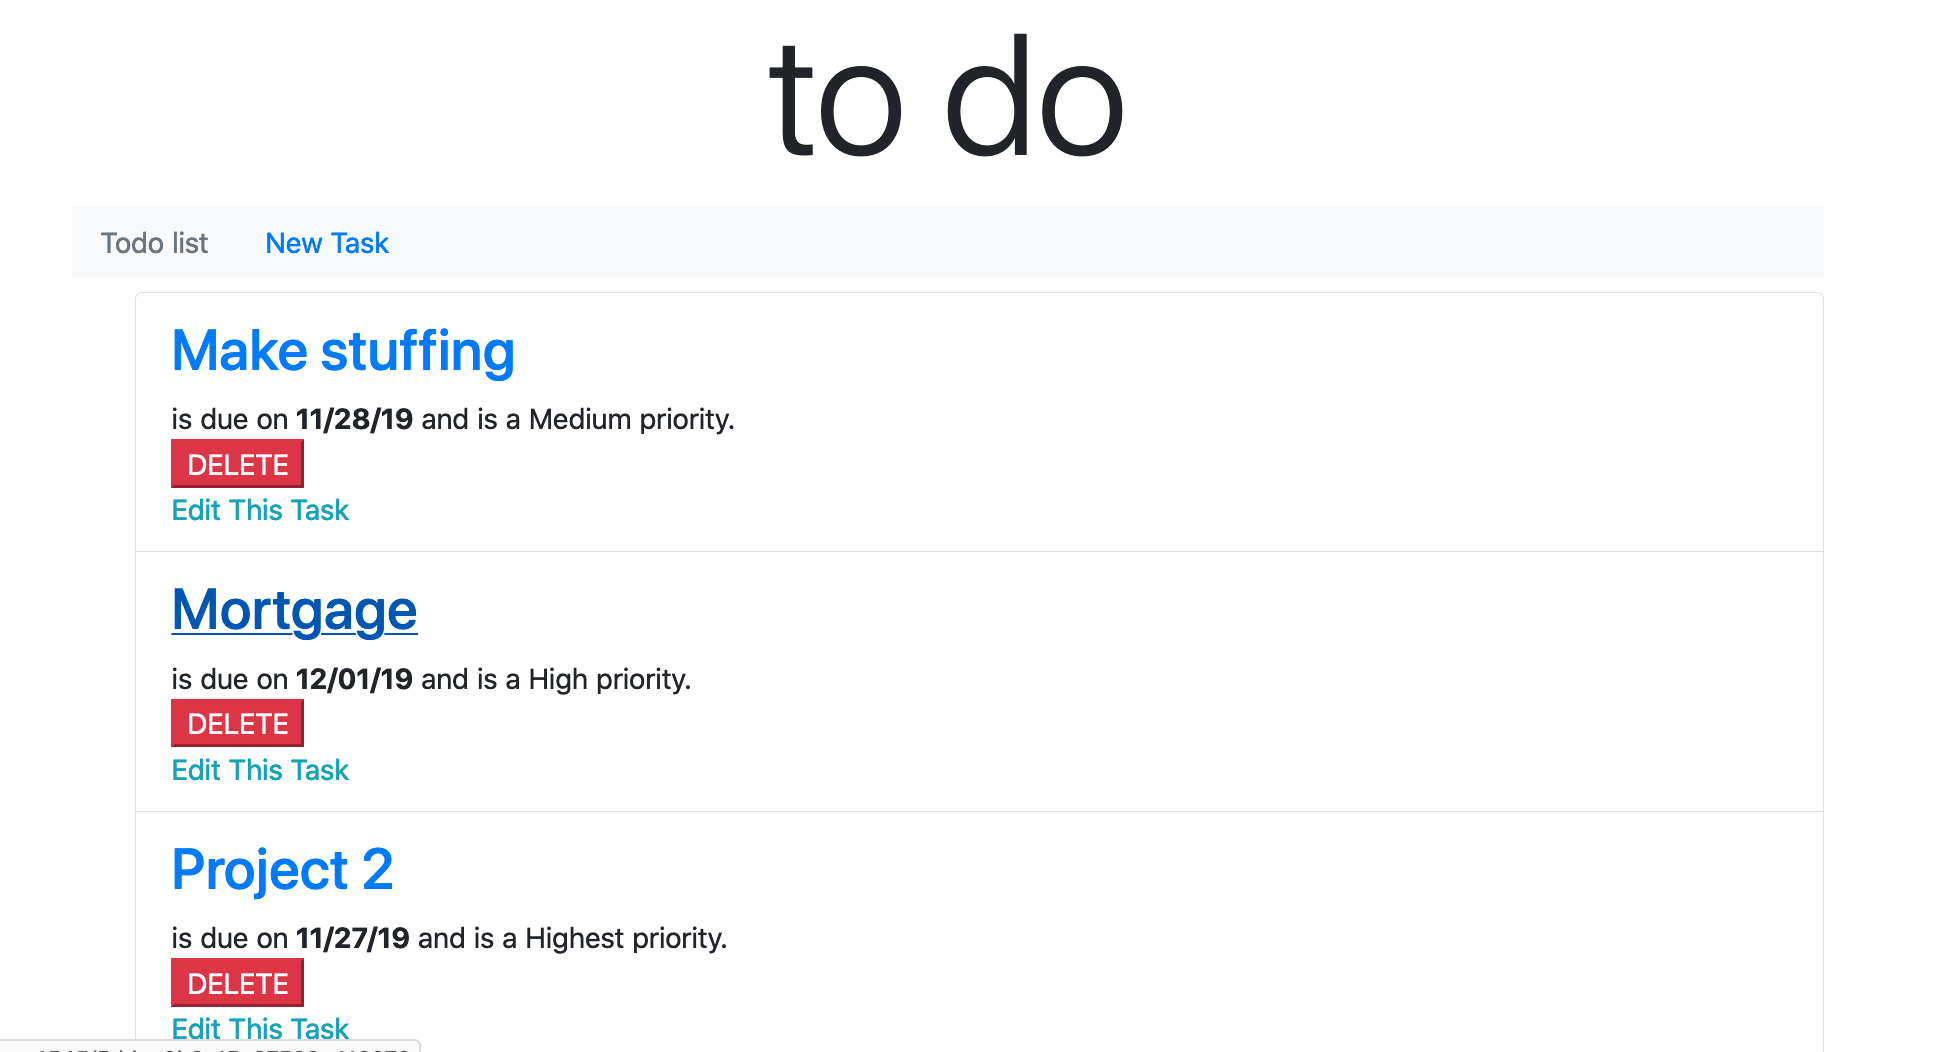 to do
Todo list New Task
Make stuffing
is due on 11/28/19 and is a Medium priority.
DELETE
Edit This Task
Mortgage
is due on 12/01/19 and is a High priority.
DELETE
Edit This Task
Project 2
is due on 11/27/19 and is a Highest priority.
DELETE
Edit This Task